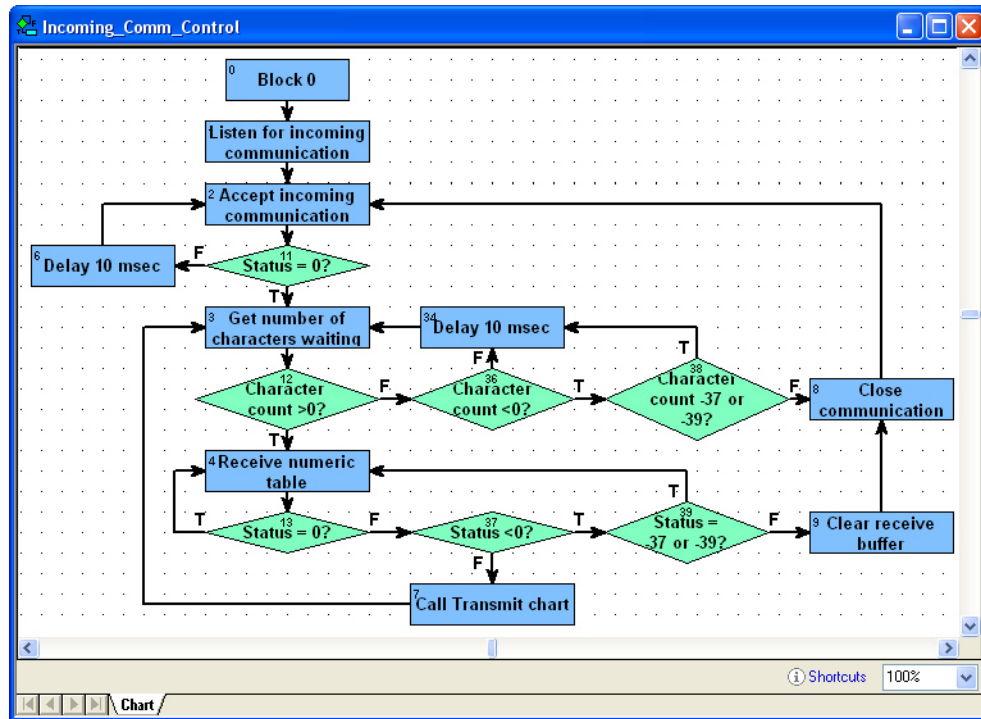 Incoming_Comm_Control
0
Block 0
1
Listen for incoming
communication
2
Accept incoming
communication
6
Delay 10 msec
F
11
Status = 0?
T
3
Get number of
characters waiting
34
Delay 10 msec
T
F
12
Character
count >0?
F
36
Character
count <0?
T
38
Character
count -37 or
-39?
F
8
Close
communication
T
4
Receive numeric
table
T
T
13
Status = 0?
F
37
Status <0?
T
39
Status =
-37 or -39?
F
9
Clear receive
buffer
F
7
Call Transmit chart
Shortcuts
100%
Chart